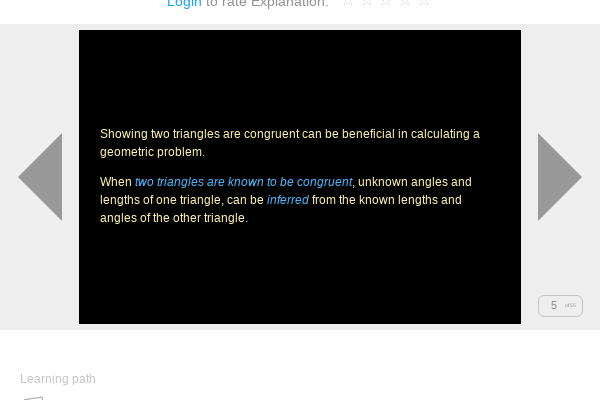 Login to rate Explanation:
Showing two triangles are congruent can be beneficial in calculating a
geometric problem.
When two triangles are known to be congruent, unknown angles and
lengths of one triangle, can be inferred from the known lengths and
angles of the other triangle.
5
Learning path